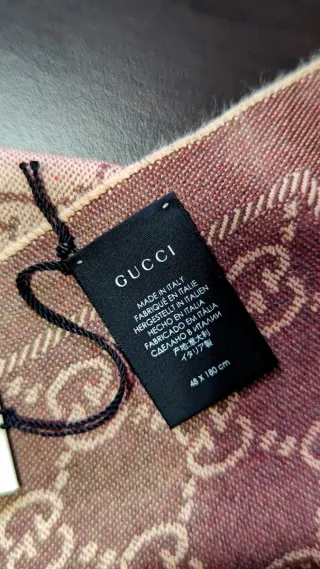 GUCCI
MADE IN ITALY
FABRIQUÉ EN ITALIE
HERGESTELLT IN ITALIEN
HECHO EN ITALIA
FABRICADO EM ITÁLIA
СДЕЛАНО В ИТАЛИИ
产地:意大利
イタリア製
48 X 180 cm